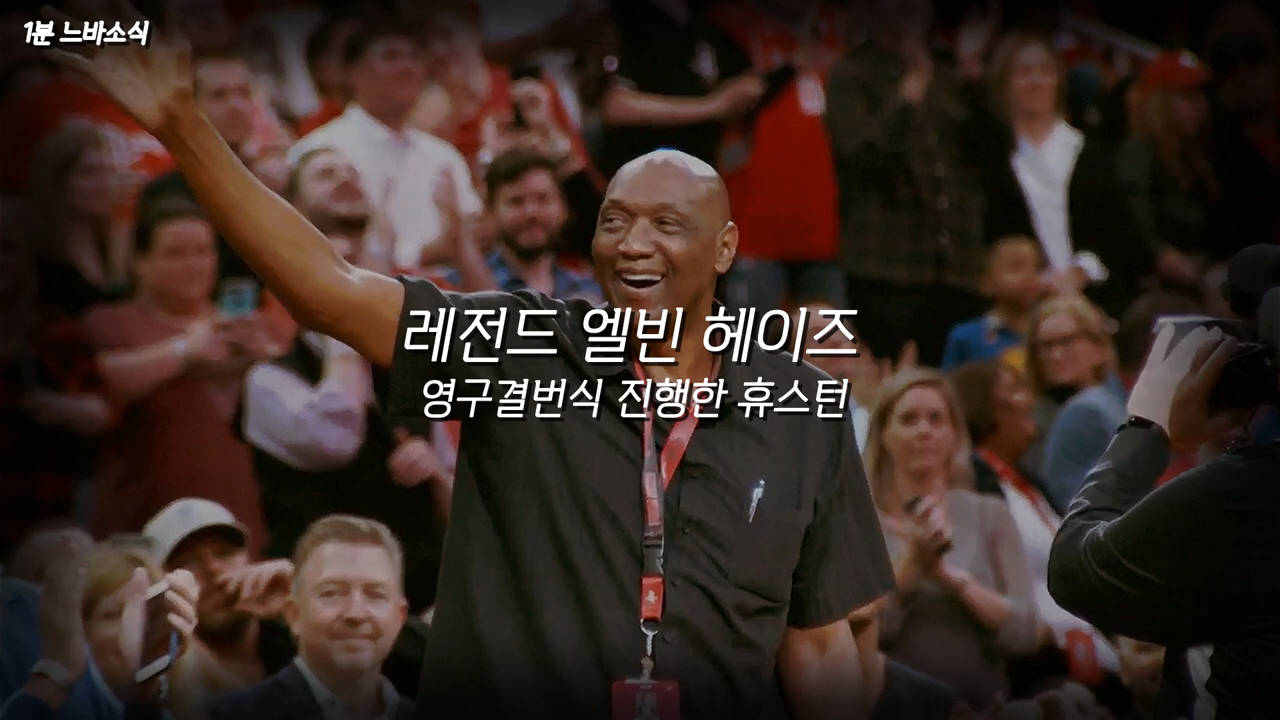 1분 느바소식
레전드 엘빈 헤이즈
영구결번식 진행한 휴스턴